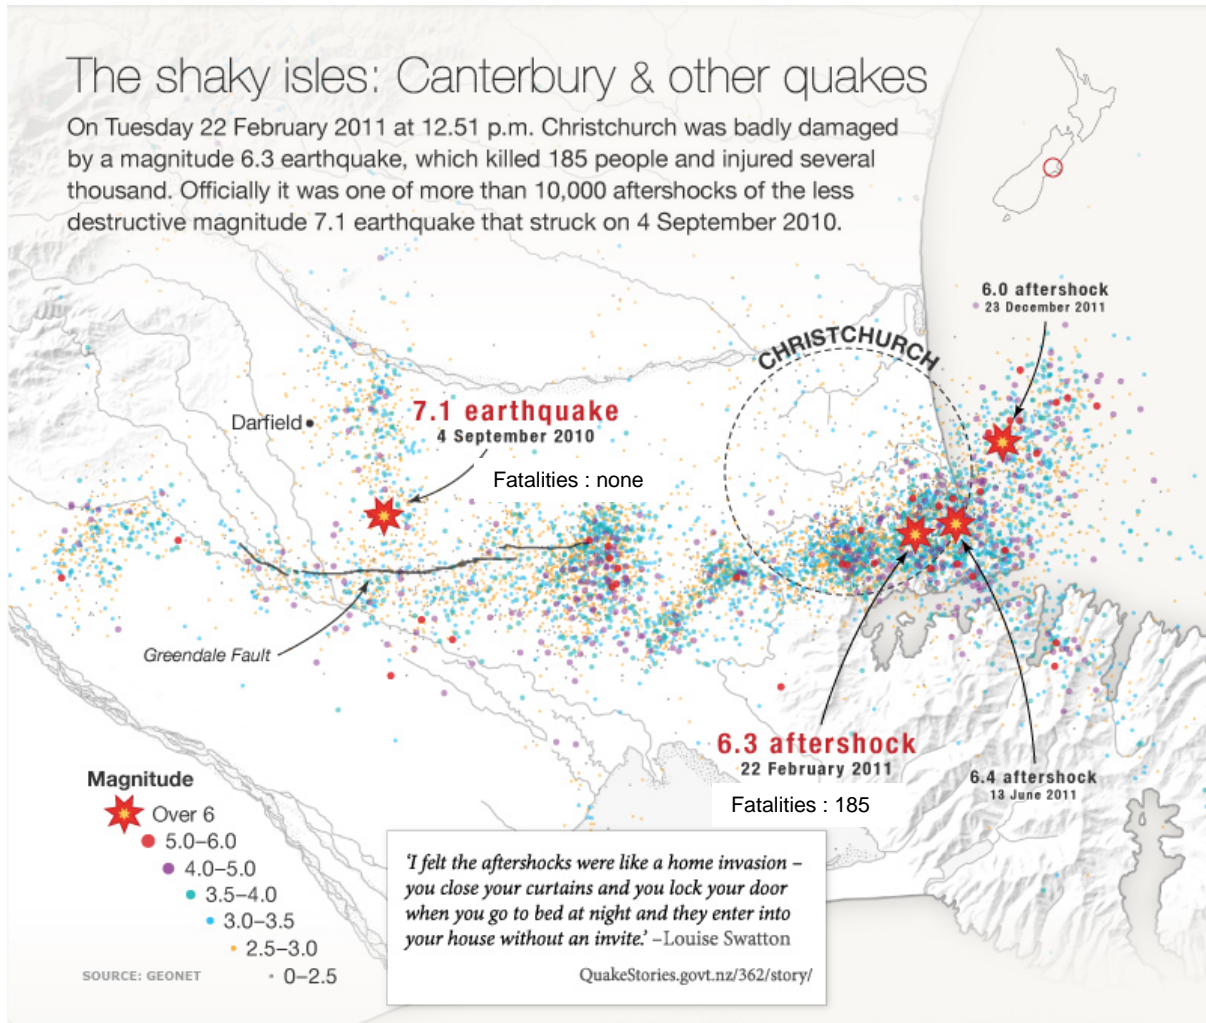 The shaky isles: Canterbury & other quakes
On Tuesday 22 February 2011 at 12.51 p.m. Christchurch was badly damaged
by a magnitude 6.3 earthquake, which killed 185 people and injured several
thousand. Officially it was one of more than 10,000 aftershocks of the less
destructive magnitude 7.1 earthquake that struck on 4 September 2010.
6.0 aftershock
23 December 2011
CHRISTCHURCH
Darfield
7.1 earthquake
4 September 2010
Fatalities : none
Greendale Fault
6.3 aftershock
22 February 2011
Fatalities : 185
6.4 aftershock
13 June 2011
Magnitude
Over 6
5.0–6.0
4.0–5.0
3.5–4.0
3.0–3.5
2.5–3.0
0–2.5
SOURCE: GEONET
‘I felt the aftershocks were like a home invasion –
you close your curtains and you lock your door
when you go to bed at night and they enter into
your house without an invite.’ –Louise Swatton
QuakeStories.govt.nz/362/story/